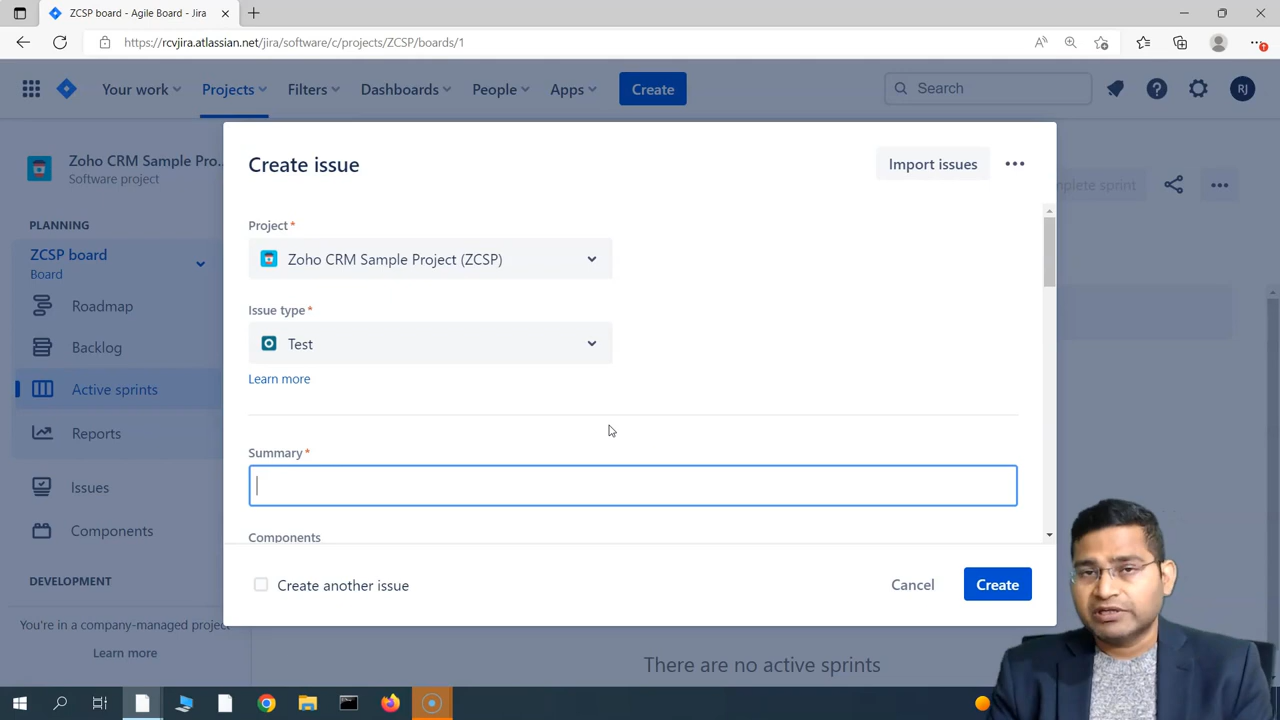 ZCSP board - Agile Board - Jira
https://rcvjira.atlassian.net/jira/software/c/projects/ZCSP/boards/1
Your work
Projects
Filters
Dashboards
People
Apps
Create
Search
RJ
Zoho CRM Sample Pro...
Software project
PLANNING
ZCSP board
Board
Roadmap
Backlog
Active sprints
Reports
Issues
Components
DEVELOPMENT
You're in a company-managed project
Learn more
plete sprint
Create issue
Import issues
Project*
Zoho CRM Sample Project (ZCSP)
Issue type*
Test
Learn more
Summary*
Components
Create another issue
Cancel
Create
There are no active sprints